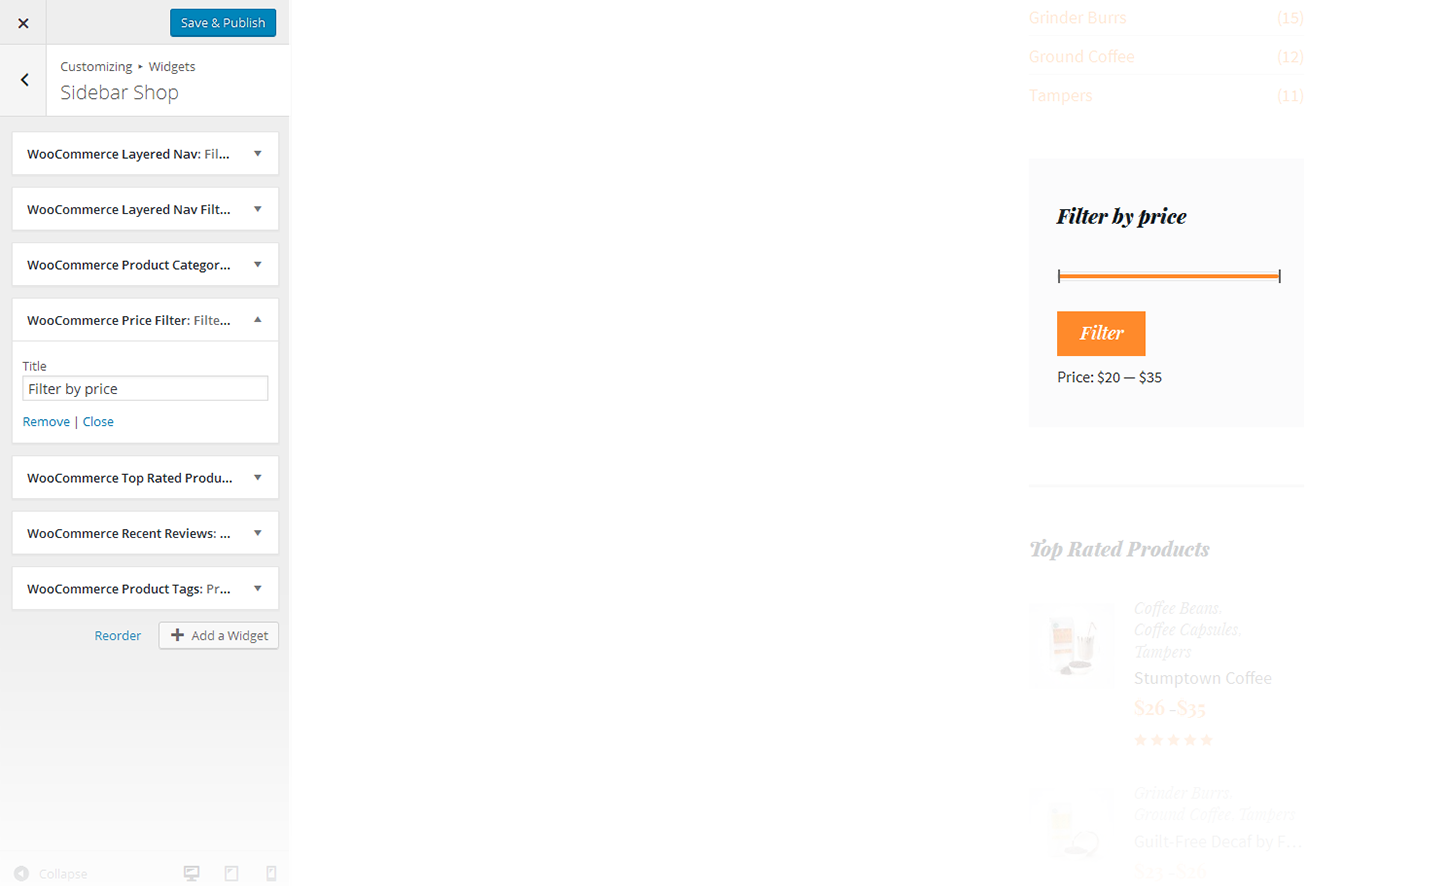 Save & Publish
Customizing ▸ Widgets
Sidebar Shop
WooCommerce Layered Nav: Fil...
WooCommerce Layered Nav Filt...
WooCommerce Product Categor...
WooCommerce Price Filter: Filte...
Title
Filter by price
Remove | Close
WooCommerce Top Rated Produ...
WooCommerce Recent Reviews: ...
WooCommerce Product Tags: Pr...
Reorder
Add a Widget
Collapse
Grinder Burrs (15)
Ground Coffee (12)
Tampers (11)
Filter by price
Filter
Price: $20 — $35
Top Rated Products
Coffee Beans,
Coffee Capsules,
Tampers
Stumptown Coffee
$26 -$35
Grinder Burrs,
Ground Coffee, Tampers
Guilt-Free Decaf by F...